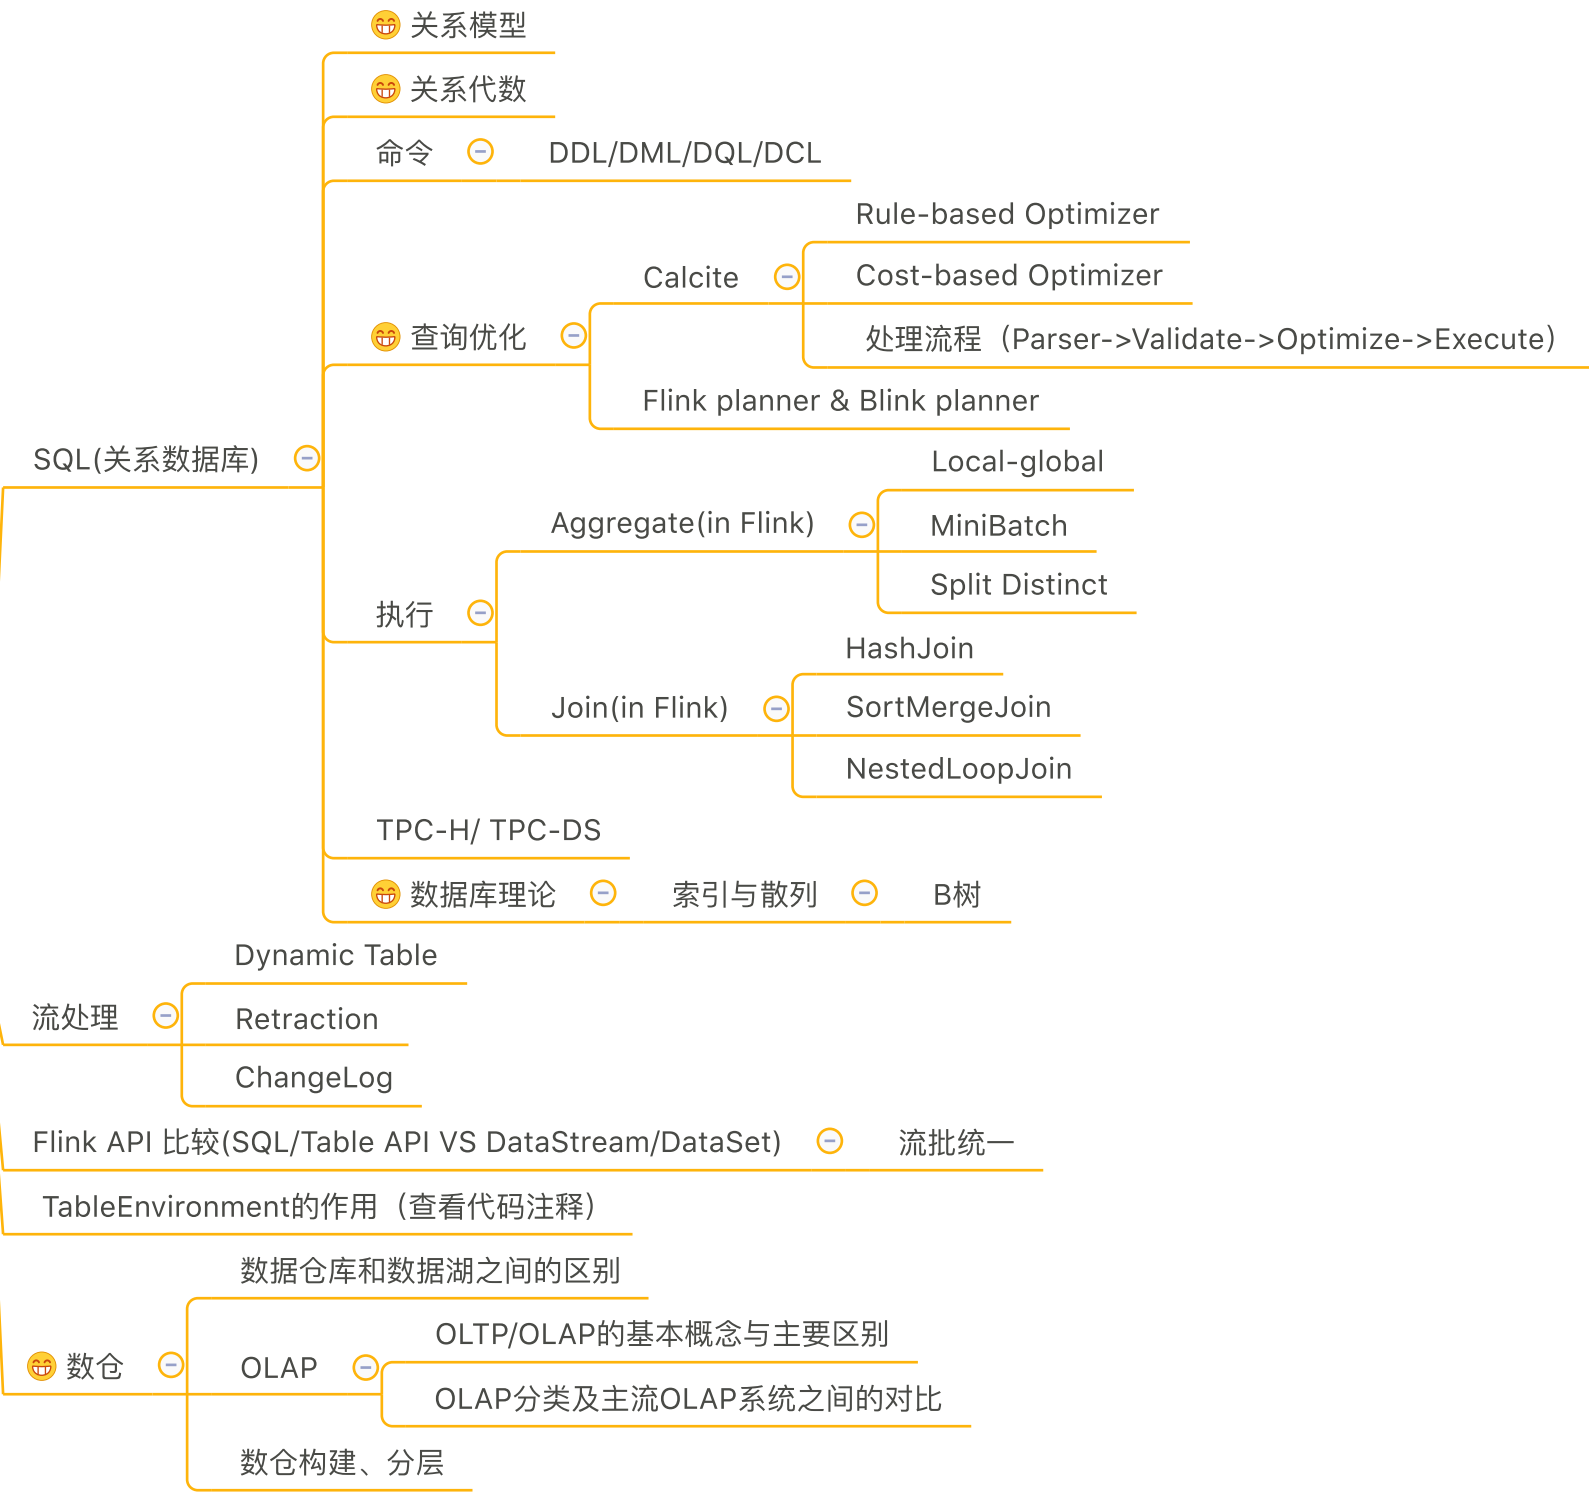 关系模型
关系代数
命令
DDL/DML/DQL/DCL
Rule-based Optimizer
Calcite
Cost-based Optimizer
查询优化
处理流程（Parser->Validate->Optimize->Execute）
Flink planner & Blink planner
SQL(关系数据库)
Local-global
Aggregate(in Flink)
MiniBatch
Split Distinct
执行
HashJoin
Join(in Flink)
SortMergeJoin
NestedLoopJoin
TPC-H/ TPC-DS
数据库理论
索引与散列
B树
Dynamic Table
流处理
Retraction
ChangeLog
Flink API 比较(SQL/Table API VS DataStream/DataSet)
流批统一
TableEnvironment的作用（查看代码注释）
数据仓库和数据湖之间的区别
OLTP/OLAP的基本概念与主要区别
数仓
OLAP
OLAP分类及主流OLAP系统之间的对比
数仓构建、分层